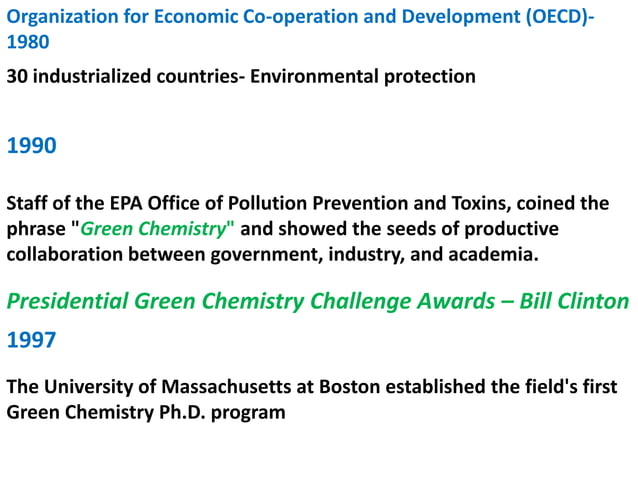 Organization for Economic Co-operation and Development (OECD)-
1980
30 industrialized countries- Environmental protection
1990
Staff of the EPA Office of Pollution Prevention and Toxins, coined the
phrase "Green Chemistry" and showed the seeds of productive
collaboration between government, industry, and academia.
Presidential Green Chemistry Challenge Awards – Bill Clinton
1997
The University of Massachusetts at Boston established the field's first
Green Chemistry Ph.D. program